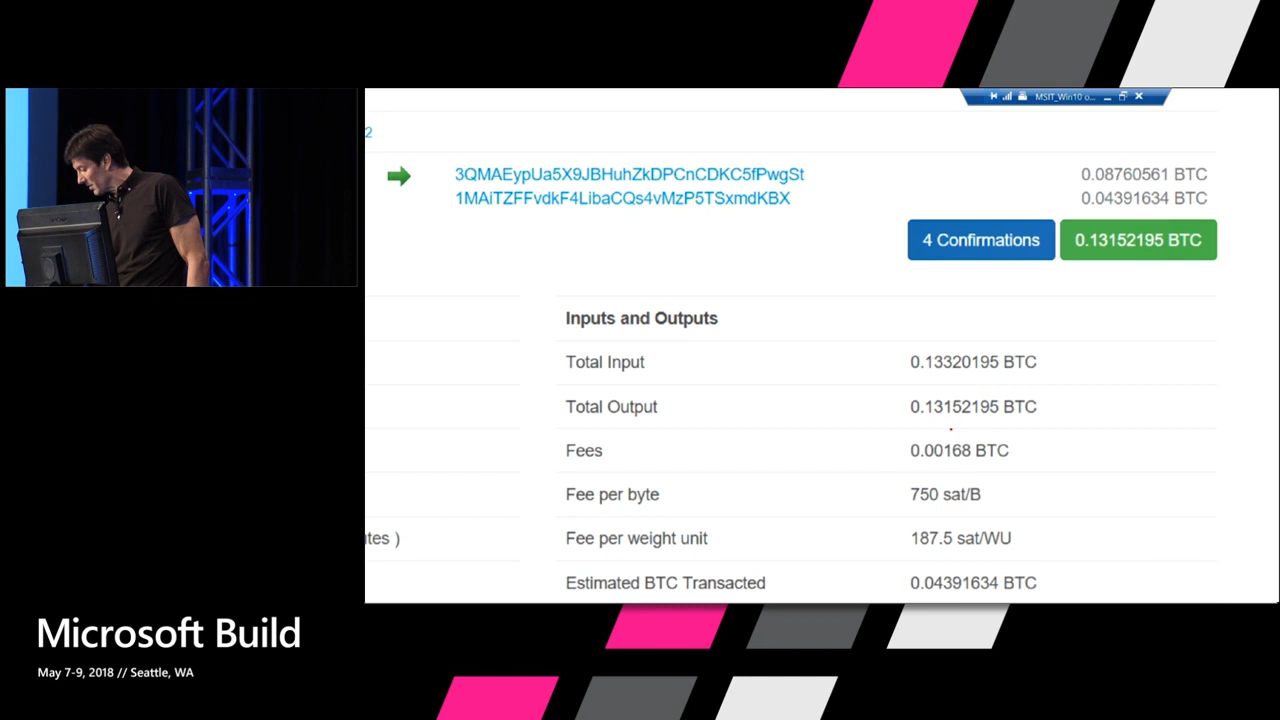 MSIT_Win10 o...
2
3QMAEypUa5X9JBHuhZkDPCnCDKC5fPwgSt 0.08760561 BTC
1MAiTZFFvdkF4LibaCQs4vMzP5TSxmdKBX 0.04391634 BTC
4 Confirmations 0.13152195 BTC
Inputs and Outputs
Total Input 0.13320195 BTC
Total Output 0.13152195 BTC
Fees 0.00168 BTC
Fee per byte 750 sat/B
tes ) Fee per weight unit 187.5 sat/WU
Estimated BTC Transacted 0.04391634 BTC
Microsoft Build
May 7-9, 2018 // Seattle, WA